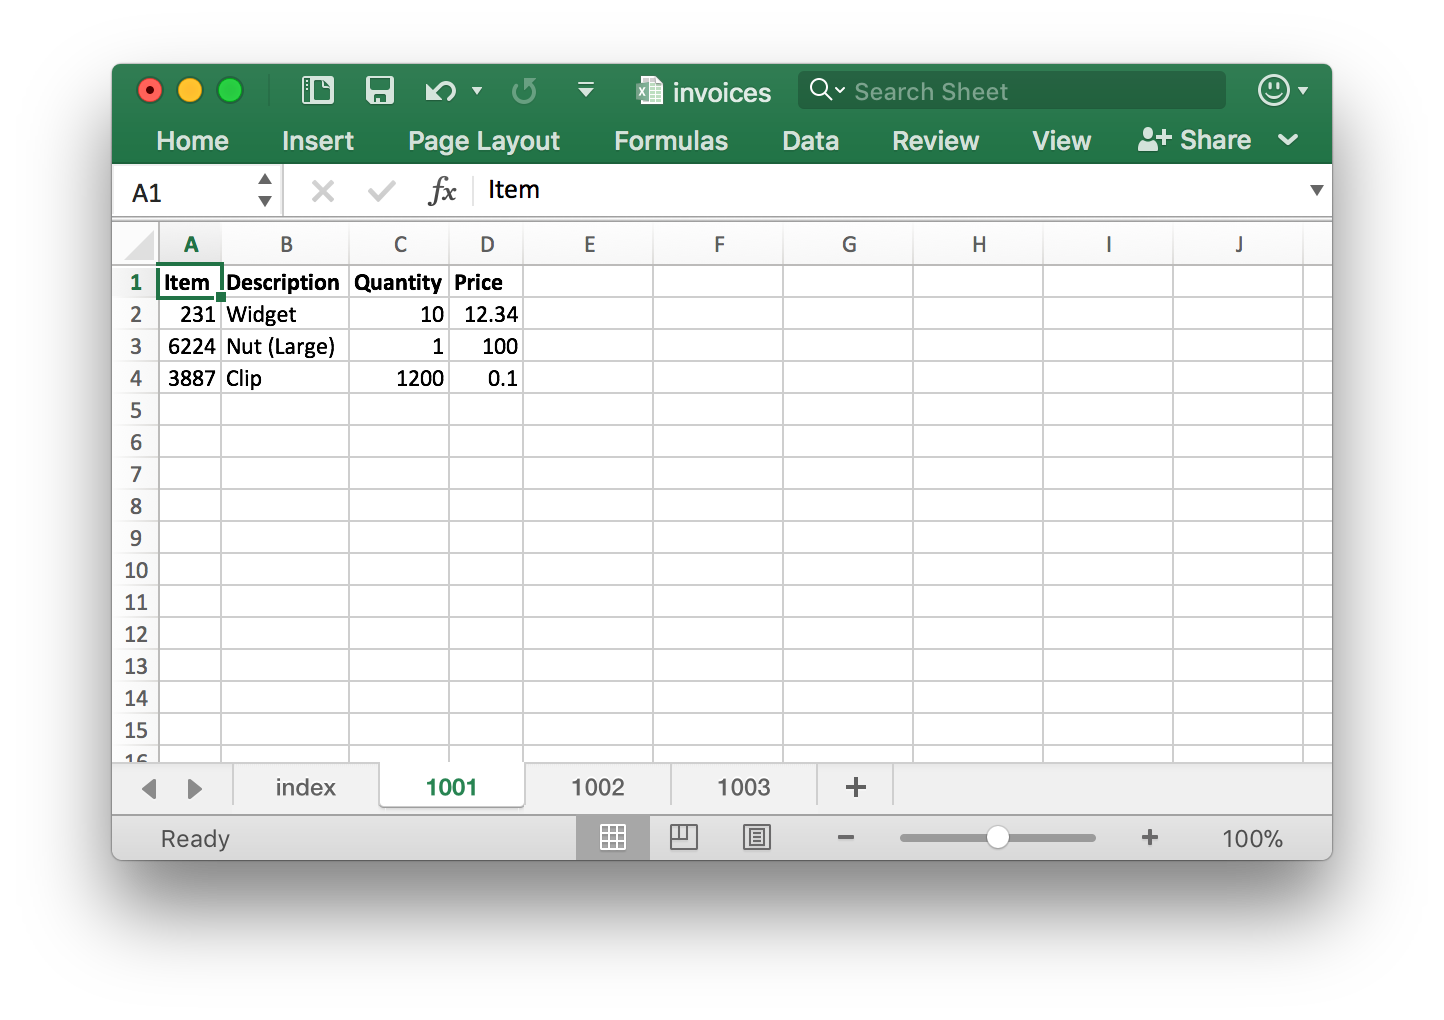 invoices Search Sheet
Home Insert Page Layout Formulas Data Review View Share
A1 fx Item
A B C D E F G H I J
1 Item Description Quantity Price
2 231 Widget 10 12.34
3 6224 Nut (Large) 1 100
4 3887 Clip 1200 0.1
5
6
7
8
9
10
11
12
13
14
15
16
index 1001 1002 1003 +
Ready 100%